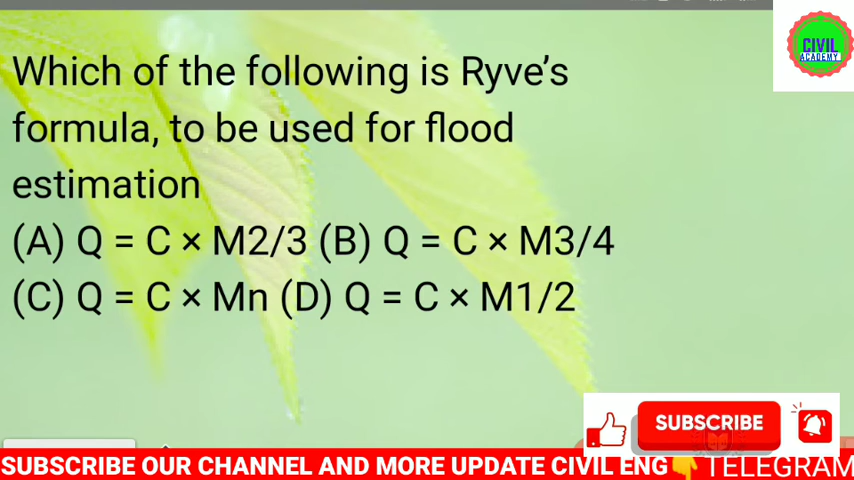 CIVIL
ACADEMY
Which of the following is Ryve's
formula, to be used for flood
estimation
(A) Q = C × M2/3 (B) Q = C × M3/4
(C) Q = C × Mn (D) Q = C × M1/2
SUBSCRIBE
SUBSCRIBE OUR CHANNEL AND MORE UPDATE CIVIL ENG👇 TELEGRAM